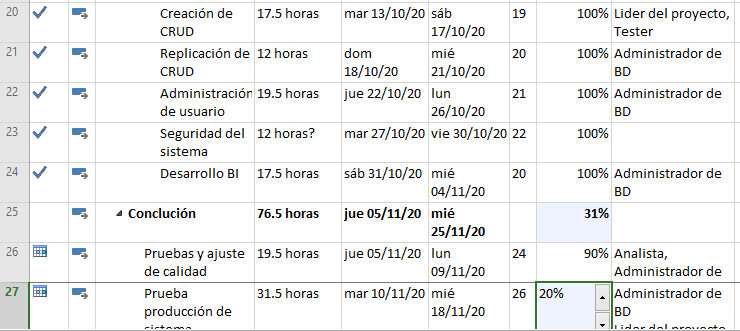 20 Creación de CRUD 17.5 horas mar 13/10/20 sáb 17/10/20 19 100% Lider del proyecto, Tester
21 Replicación de CRUD 12 horas dom 18/10/20 mié 21/10/20 20 100% Administrador de BD
22 Administración de usuario 19.5 horas jue 22/10/20 lun 26/10/20 21 100% Administrador de BD
23 Seguridad del sistema 12 horas? mar 27/10/20 vie 30/10/20 22 100%
24 Desarrollo BI 17.5 horas sáb 31/10/20 mié 04/11/20 20 100% Administrador de BD
25 Conclución 76.5 horas jue 05/11/20 mié 25/11/20 31%
26 Pruebas y ajuste de calidad 19.5 horas jue 05/11/20 lun 09/11/20 24 90% Analista, Administrador de
27 Prueba producción de sistema 31.5 horas mar 10/11/20 mié 18/11/20 26 20% Administrador de BD Lider del proyecto